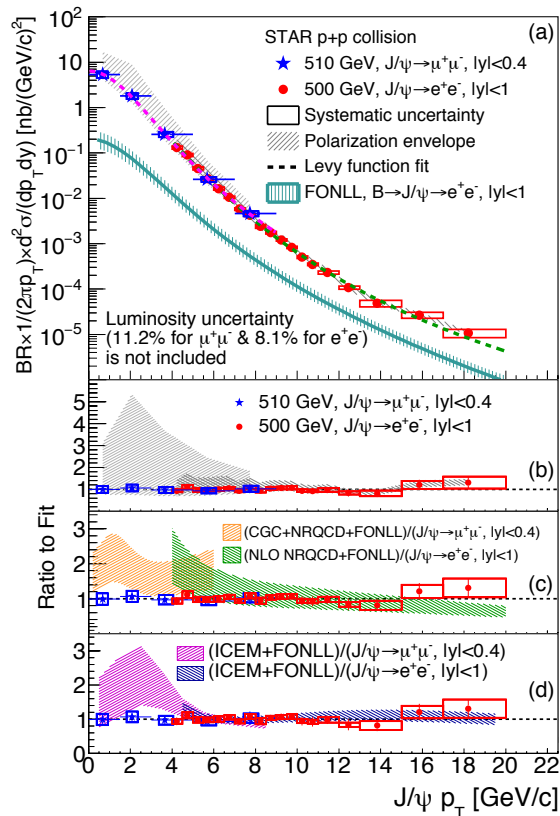 (a)
STAR p+p collision
510 GeV, J/ψ→μ⁺μ⁻, |y|<0.4
500 GeV, J/ψ→e⁺e⁻, |y|<1
Systematic uncertainty
Polarization envelope
Levy function fit
FONLL, B→J/ψ→e⁺e⁻, |y|<1
BR×1/(2πp_T)×d²σ/(dp_Tdy) [nb/(GeV/c)²]
10²
10
1
10⁻¹
10⁻²
10⁻³
10⁻⁴
10⁻⁵
Luminosity uncertainty
(11.2% for μ⁺μ⁻ & 8.1% for e⁺e⁻)
is not included
510 GeV, J/ψ→μ⁺μ⁻, |y|<0.4
500 GeV, J/ψ→e⁺e⁻, |y|<1
(b)
5
4
3
2
1
Ratio to Fit
(CGC+NRQCD+FONLL)/(J/ψ→μ⁺μ⁻, |y|<0.4)
(NLO NRQCD+FONLL)/(J/ψ→e⁺e⁻, |y|<1)
(c)
3
2
1
(ICEM+FONLL)/(J/ψ→μ⁺μ⁻, |y|<0.4)
(ICEM+FONLL)/(J/ψ→e⁺e⁻, |y|<1)
(d)
3
2
1
0
0 2 4 6 8 10 12 14 16 18 20 22
J/ψ p_T [GeV/c]